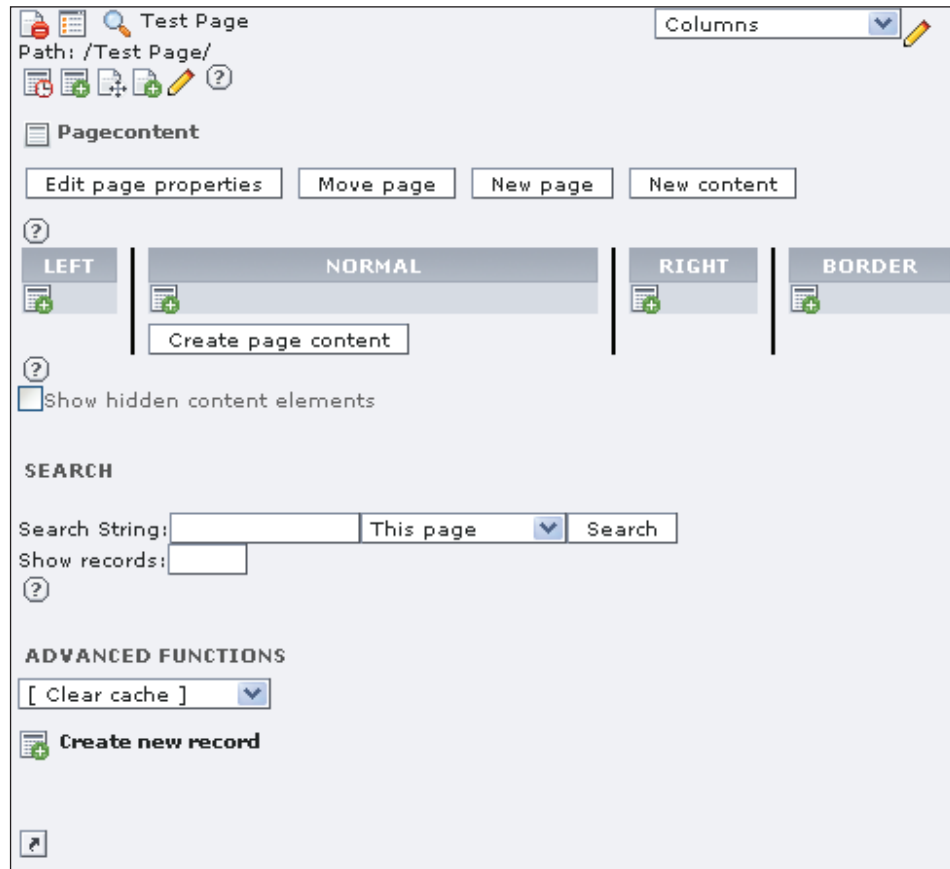 Test Page Columns
Path: /Test Page/
Pagecontent
Edit page properties Move page New page New content
LEFT NORMAL RIGHT BORDER
Create page content
Show hidden content elements
SEARCH
Search String: This page Search
Show records:
ADVANCED FUNCTIONS
[ Clear cache ]
Create new record